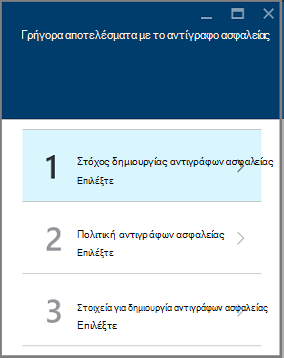 Γρήγορα αποτελέσματα με το αντίγραφο ασφαλείας
1
Στόχος δημιουργίας αντιγράφων ασφαλείας
Επιλέξτε
2
Πολιτική αντιγράφων ασφαλείας
Επιλέξτε
3
Στοιχεία για δημιουργία αντιγράφων ασφαλείας
Επιλέξτε